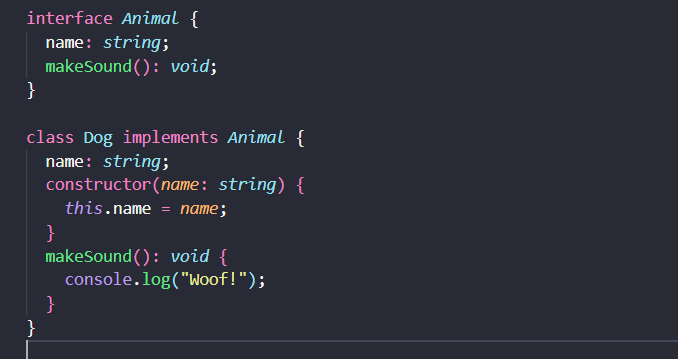 interface Animal {
  name: string;
  makeSound(): void;
}

class Dog implements Animal {
  name: string;
  constructor(name: string) {
    this.name = name;
  }
  makeSound(): void {
    console.log("Woof!");
  }
}